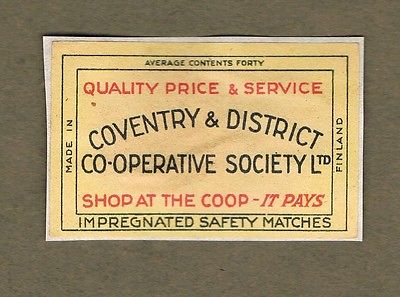 AVERAGE CONTENTS FORTY
QUALITY PRICE & SERVICE
MADE IN
COVENTRY & DISTRICT
CO-OPERATIVE SOCIETY LTD
FINLAND
SHOP AT THE COOP - IT PAYS
IMPREGNATED SAFETY MATCHES